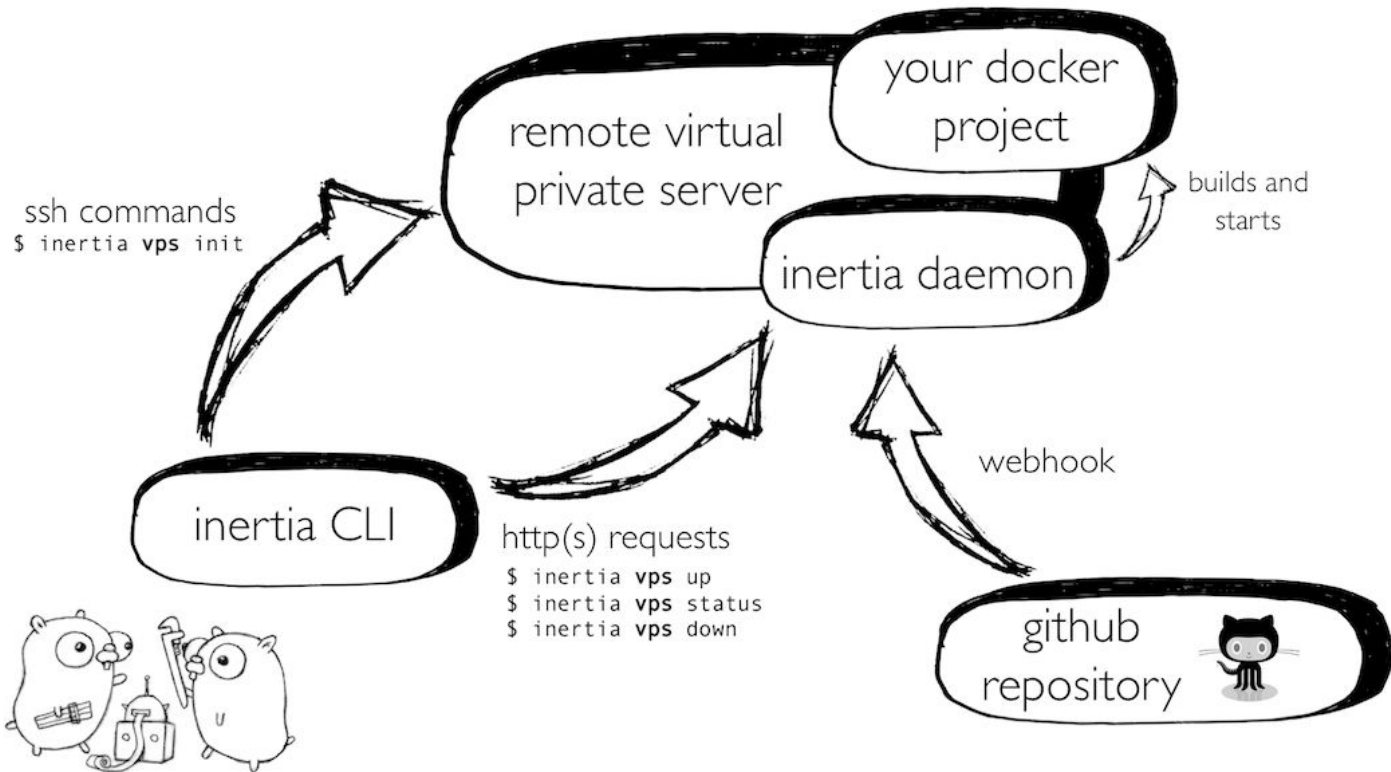 your docker
project
remote virtual
private server
ssh commands
$ inertia vps init
builds and
starts
inertia daemon
webhook
inertia CLI
http(s) requests
$ inertia vps up
$ inertia vps status
$ inertia vps down
github
repository